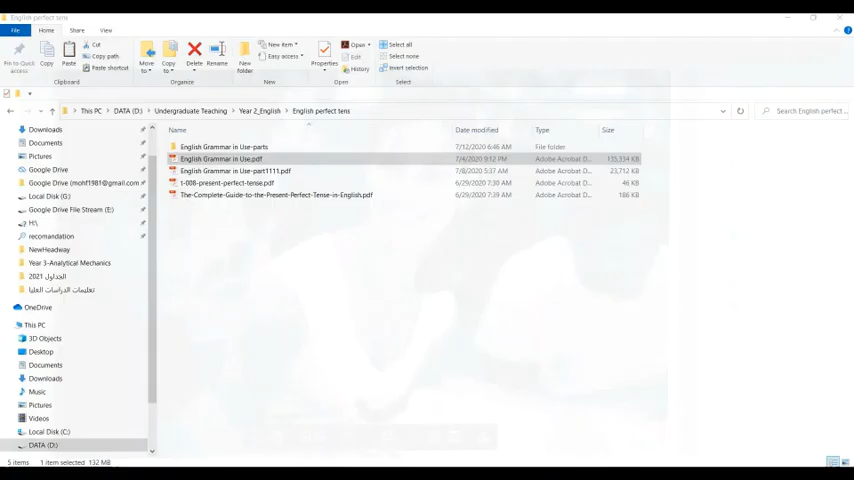 English perfect tens
File Home Share View
Pin to Quick access
Copy
Paste
Cut
Copy path
Paste shortcut
Clipboard
Move to
Copy to
Delete
Rename
Organize
New folder
New item
Easy access
New
Properties
Open
Edit
History
Open
Select all
Select none
Invert selection
Select
This PC > DATA (D:) > Undergraduate Teaching > Year 2_English > English perfect tens
Search English perfect ...
Name Date modified Type Size
English Grammar in Use-parts 7/12/2020 6:46 AM File folder
English Grammar in Use.pdf 7/4/2020 9:12 PM Adobe Acrobat D... 135,334 KB
English Grammar in Use-part1111.pdf 7/8/2020 5:37 AM Adobe Acrobat D... 23,712 KB
t-008-present-perfect-tense.pdf 6/29/2020 7:30 AM Adobe Acrobat D... 46 KB
The-Complete-Guide-to-the-Present-Perfect-Tense-in-English.pdf 6/29/2020 7:39 AM Adobe Acrobat D... 186 KB
Downloads
Documents
Pictures
Google Drive
Google Drive (mohf1981@gmail.com
Local Disk (G:)
Google Drive File Stream (E:)
H:\
recomandation
NewHeadway
Year 3-Analytical Mechanics
الجداول 2021
تعليمات الدراسات العليا
OneDrive
This PC
3D Objects
Desktop
Documents
Downloads
Music
Pictures
Videos
Local Disk (C:)
DATA (D:)
5 items 1 item selected 132 MB